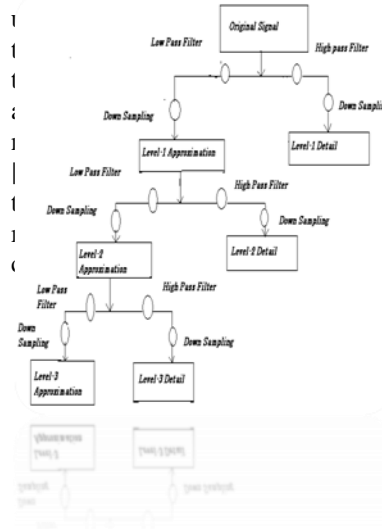 Original Signal
Low Pass Filter
High pass Filter
Down Sampling
Down Sampli
Level-1 Approximation
Level-1 Detail
Low Pass Filter
High Pass Filter
Down Sampling
Down Sampling
Level-2
Approximation
Level-2 Detail
Low Pass
Filter
High Pass Filter
Down
Sampling
Down Sampling
Level-3
Approximation
Level-3 Detail